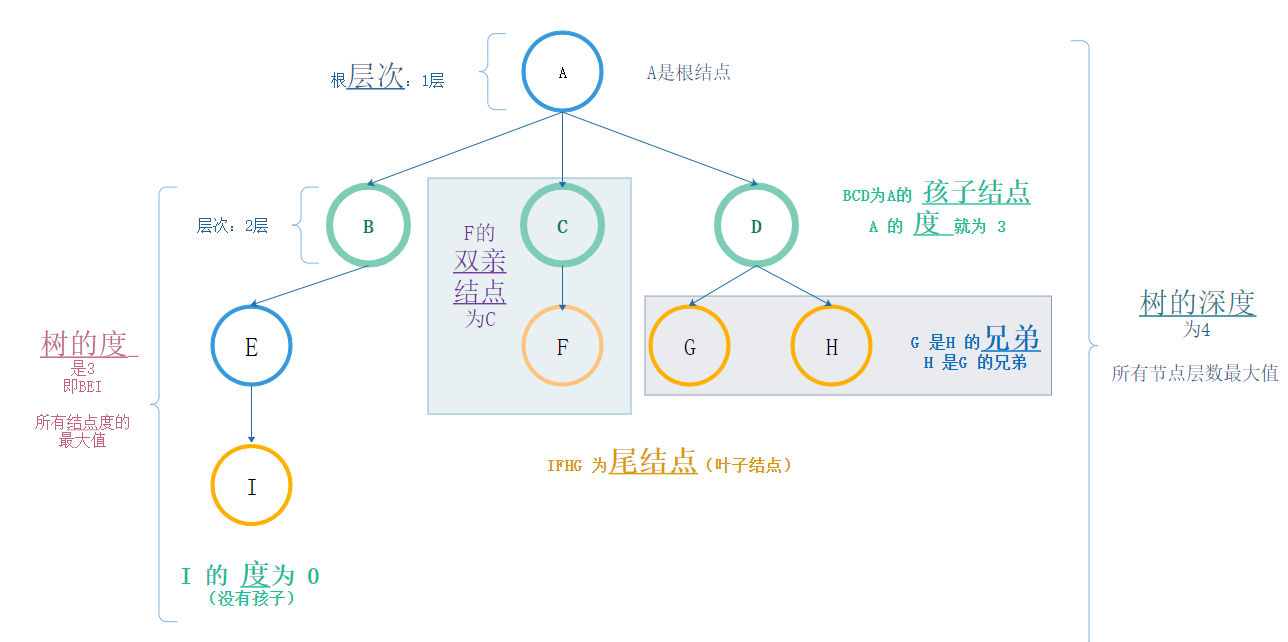 A
根层次：1层
A是根结点
B
层次：2层
C
D
BCD为A的 孩子结点
A 的 度 就为 3
F的
双亲
结点
为C
E
F
G
H
G 是H 的兄弟
H 是G 的兄弟
树的度
是3
即BEI
所有结点度的
最大值
树的深度
为4
所有节点层数最大值
I
IFHG 为尾结点（叶子结点）
I 的 度为 0
（没有孩子）